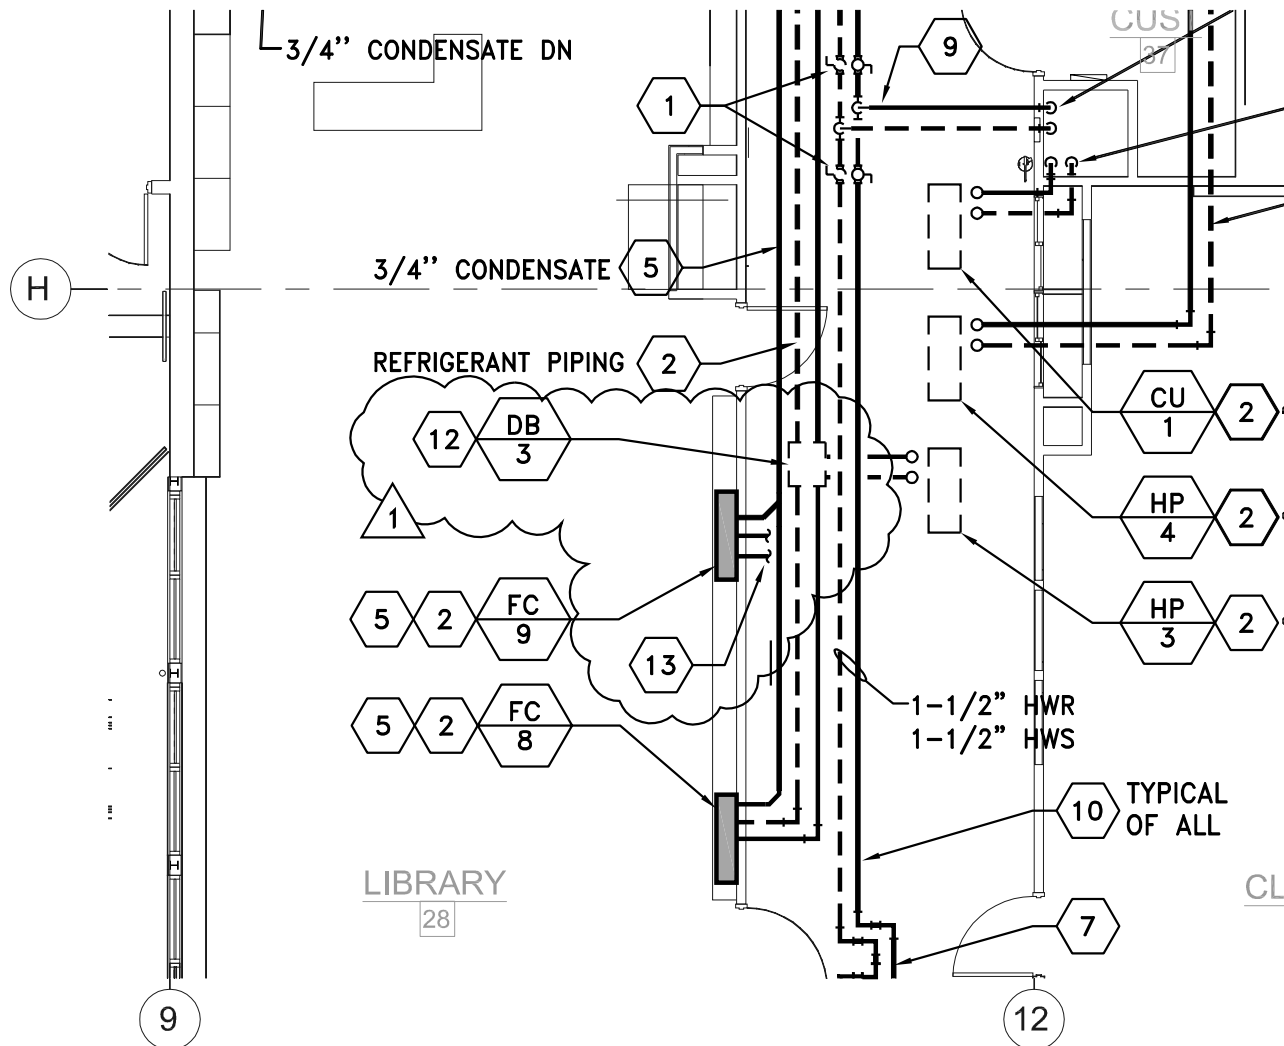 CUS
37
3/4" CONDENSATE DN
9
1
3/4" CONDENSATE
5
H
REFRIGERANT PIPING
2
CU
1
2
12
DB
3
1
HP
4
2
5
2
FC
9
13
HP
3
2
5
2
FC
8
1-1/2" HWR
1-1/2" HWS
10
TYPICAL
OF ALL
LIBRARY
28
CL
7
9
12